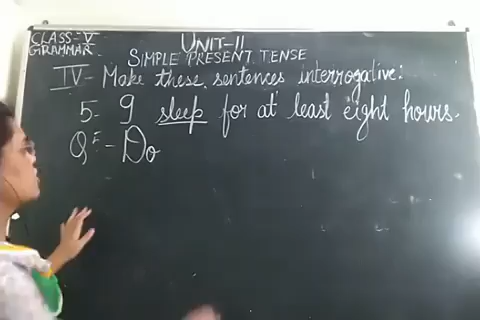 CLASS-V
GRAMMAR-
UNIT-11
SIMPLE PRESENT TENSE
IV- Make these sentences interrogative:
5- I sleep for at least eight hours.
Do